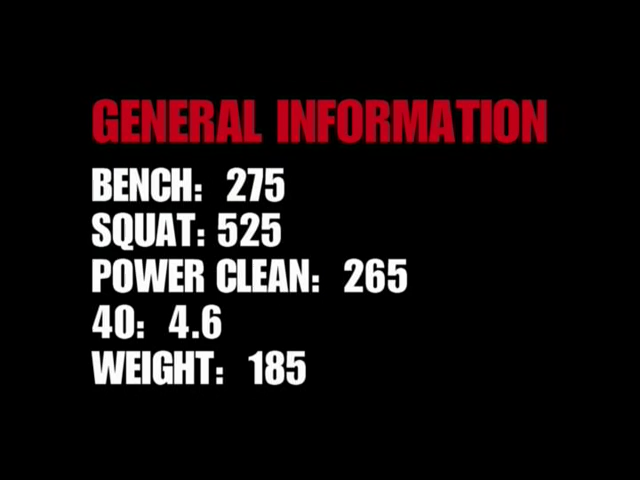 GENERAL INFORMATION
BENCH: 275
SQUAT: 525
POWER CLEAN: 265
40: 4.6
WEIGHT: 185